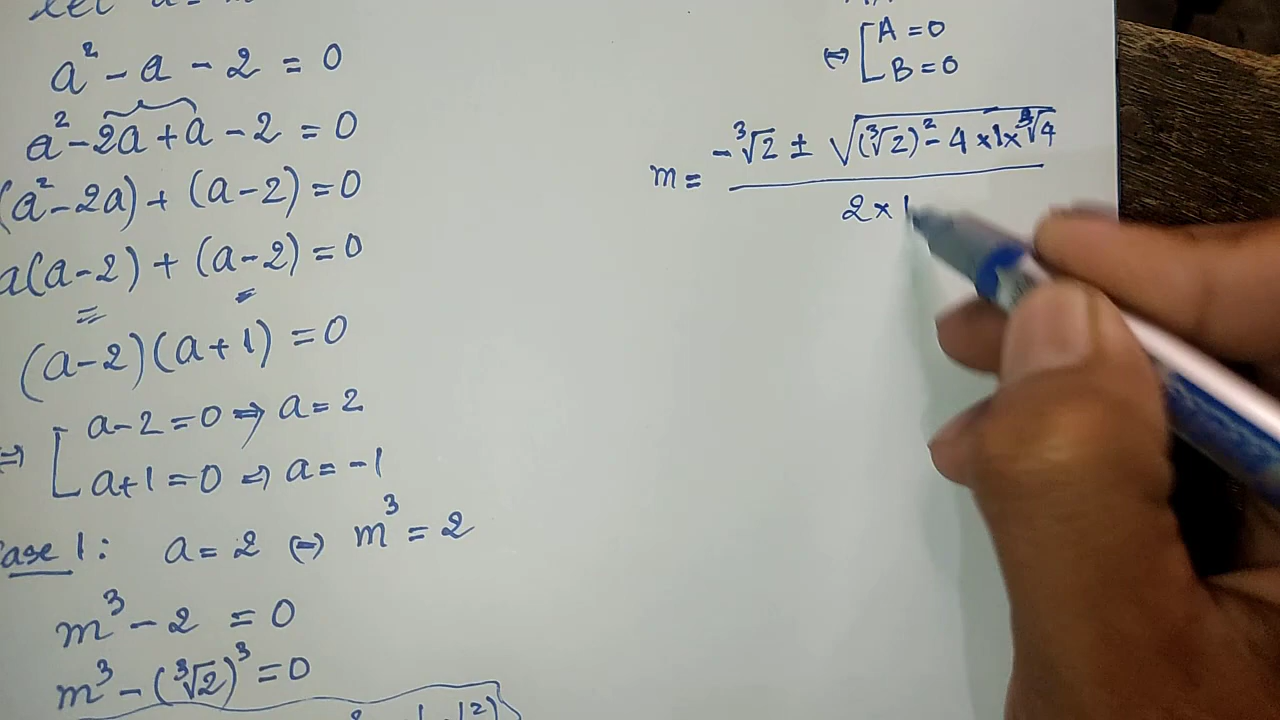 let a =
a² - a - 2 = 0
a² - 2a + a - 2 = 0
(a² - 2a) + (a - 2) = 0
a(a - 2) + (a - 2) = 0
(a - 2)(a + 1) = 0
⇔ [ a - 2 = 0 ⇒ a = 2
a + 1 = 0 ⇒ a = -1
ase 1: a = 2 ⇔ m³ = 2
m³ - 2 = 0
m³ - (∛2)³ = 0
⇔ [ A = 0
B = 0
m = (-∛2 ± √((∛2)² - 4 × 1 × ∛4)) / (2 × 1